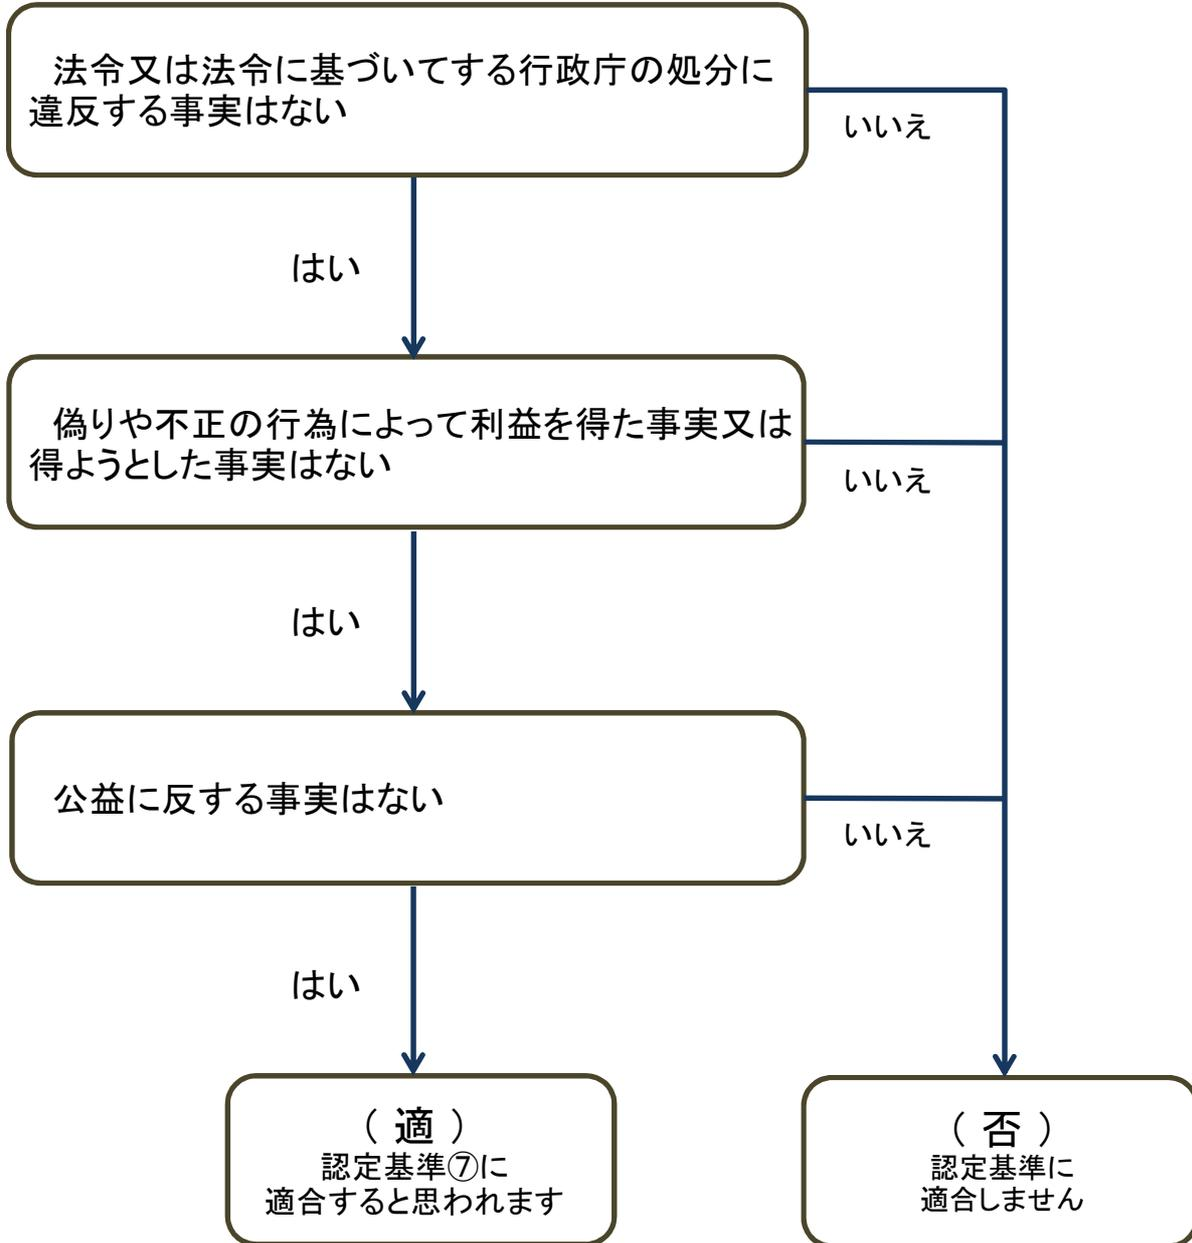 法令又は法令に基づいてする行政庁の処分に
違反する事実はない
いいえ
はい
偽りや不正の行為によって利益を得た事実又は
得ようとした事実はない
いいえ
はい
公益に反する事実はない
いいえ
はい
（ 適 ）
認定基準⑦に
適合すると思われます
（ 否 ）
認定基準に
適合しません